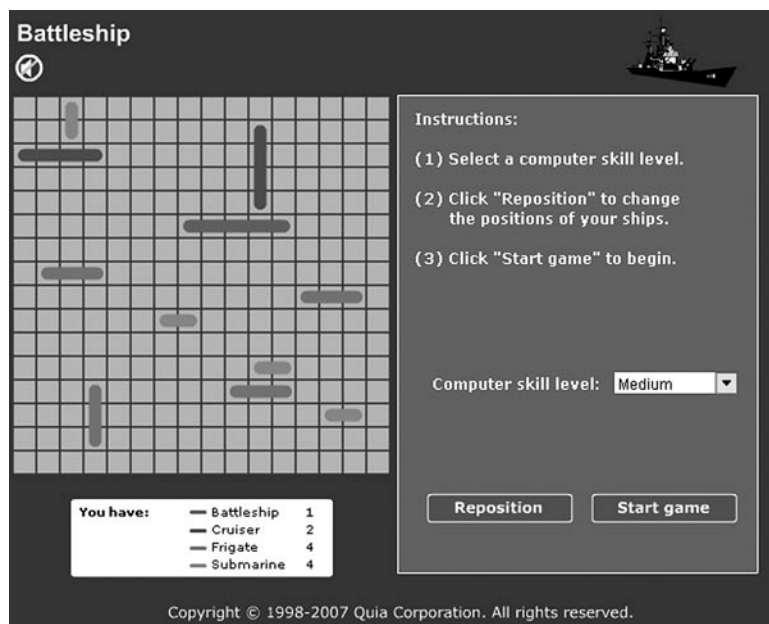 Battleship
Instructions:
(1) Select a computer skill level.
(2) Click "Reposition" to change
the positions of your ships.
(3) Click "Start game" to begin.
Computer skill level: Medium
Reposition Start game
You have: Battleship 1
Cruiser 2
Frigate 4
Submarine 4
Copyright © 1998-2007 Quia Corporation. All rights reserved.